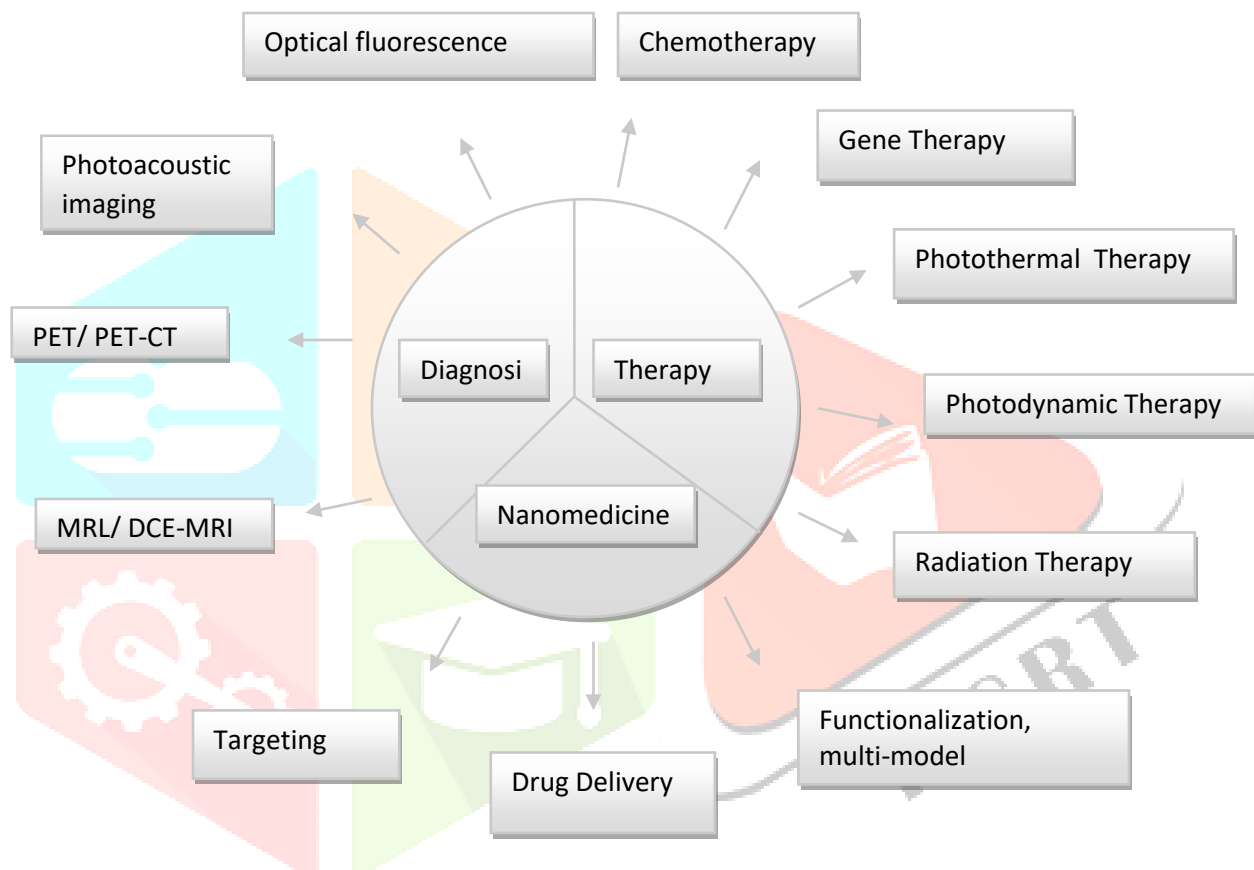 Optical fluorescence
Chemotherapy
Gene Therapy
Photoacoustic
imaging
Photothermal  Therapy
PET/ PET-CT
Diagnosi
Therapy
Photodynamic Therapy
Nanomedicine
MRL/ DCE-MRI
Radiation Therapy
Targeting
Drug Delivery
Functionalization,
multi-model